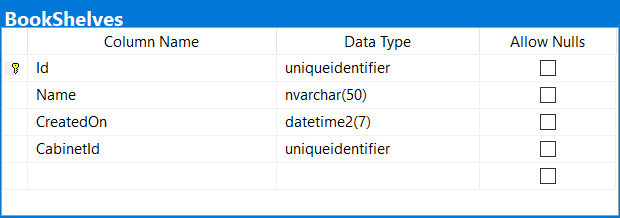 BookShelves
Column Name Data Type Allow Nulls
Id uniqueidentifier
Name nvarchar(50)
CreatedOn datetime2(7)
CabinetId uniqueidentifier